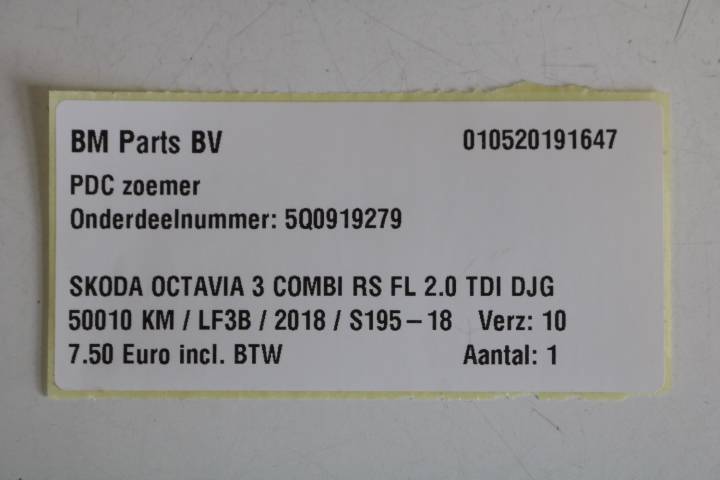 BM Parts BV 010520191647
PDC zoemer
Onderdeelnummer: 5Q0919279
SKODA OCTAVIA 3 COMBI RS FL 2.0 TDI DJG
50010 KM / LF3B / 2018 / S195-18 Verz: 10
7.50 Euro incl. BTW Aantal: 1